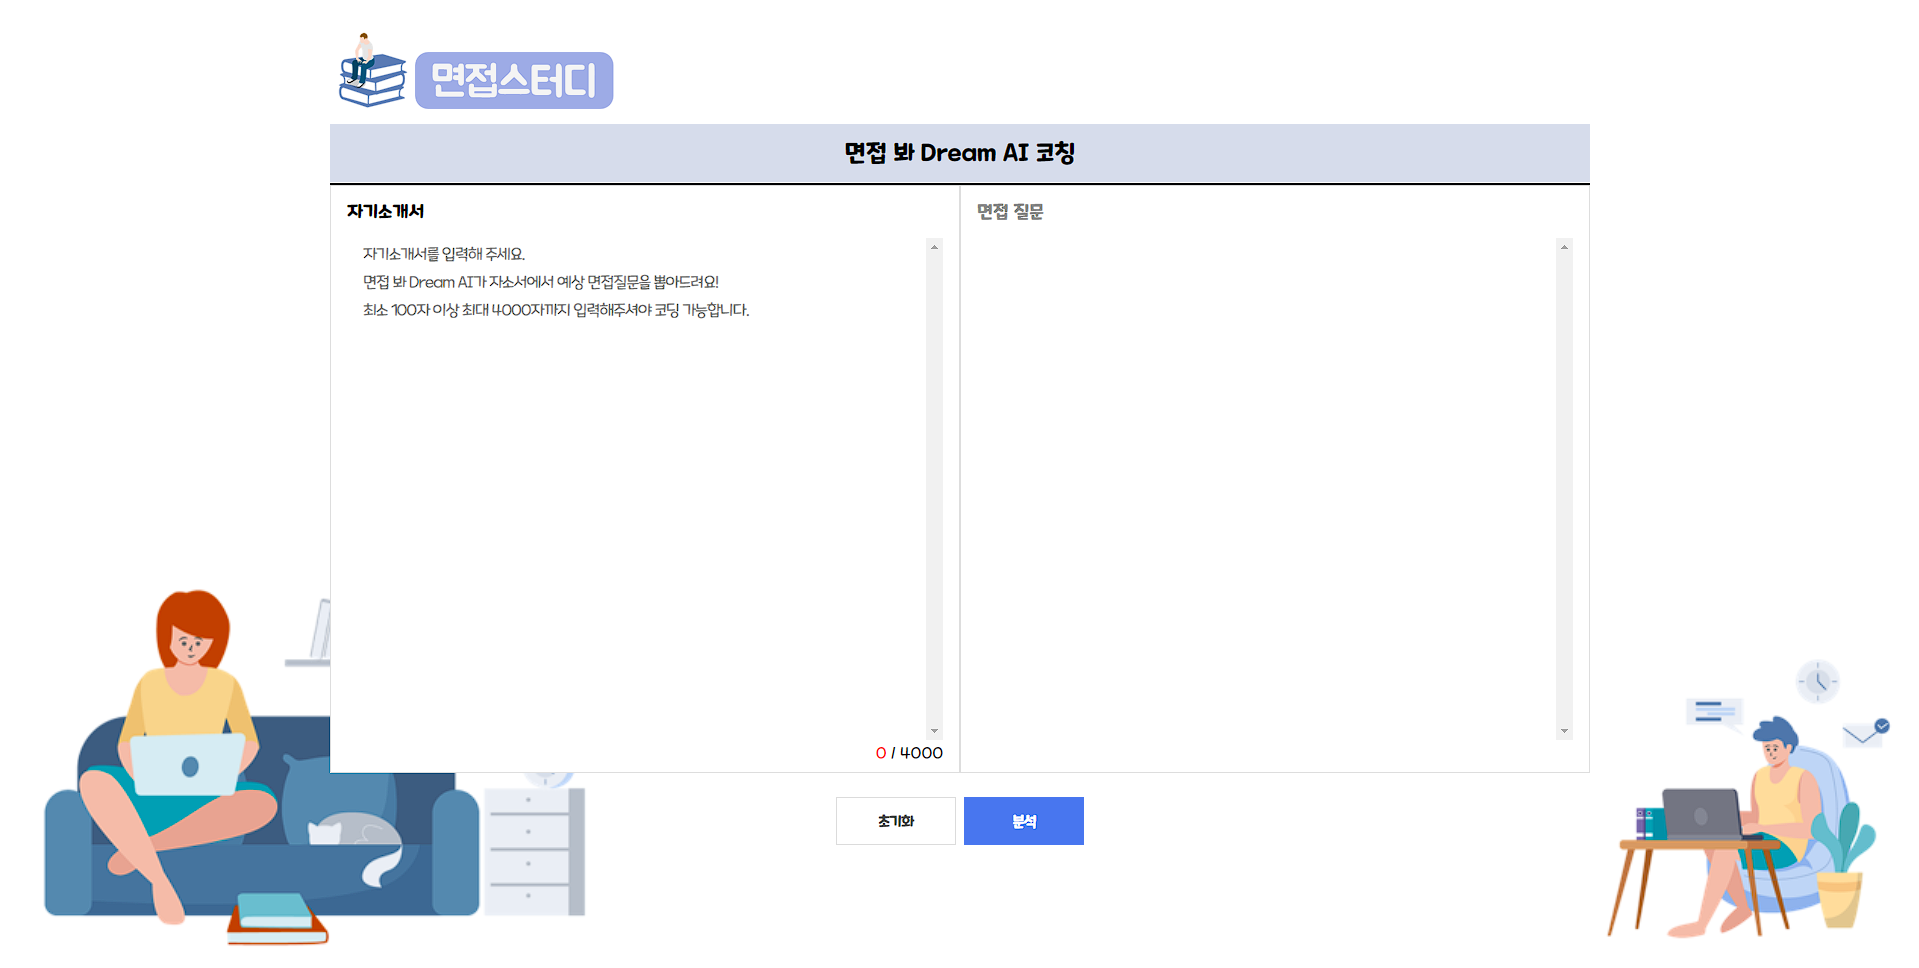 면접스터디
면접 봐 Dream AI 코칭
자기소개서
자기소개서를 입력해 주세요.
면접 봐 Dream AI가 자소서에서 예상 면접질문을 뽑아드려요!
최소 100자 이상 최대 4000자까지 입력해주셔야 코딩 가능합니다.
0 / 4000
면접 질문
초기화
분석